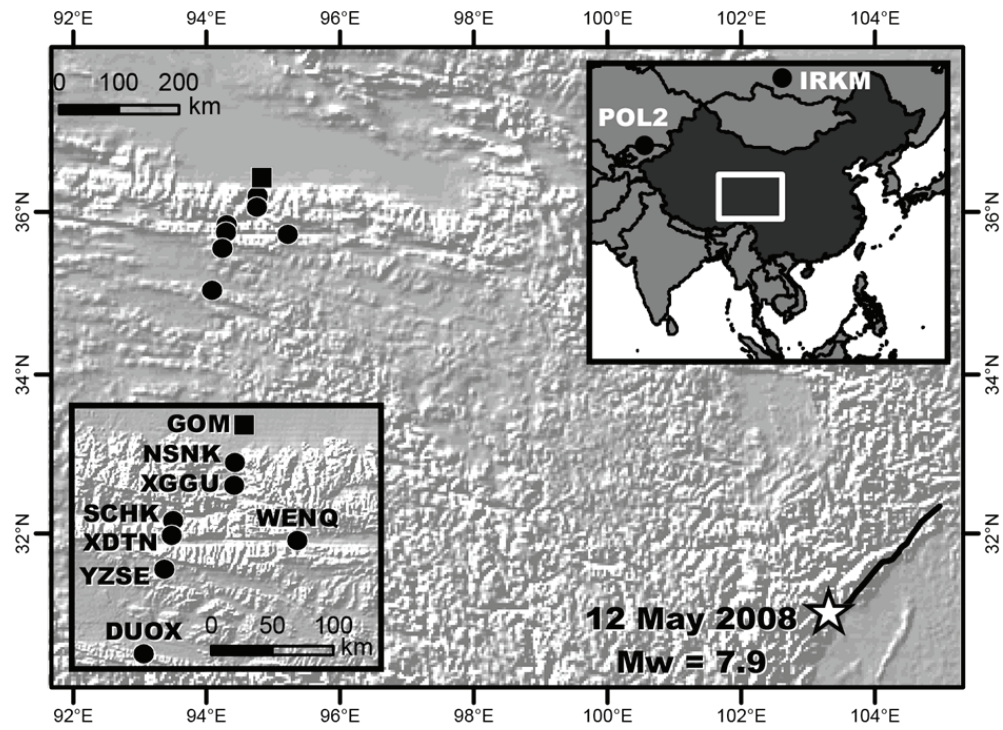 92°E 94°E 96°E 98°E 100°E 102°E 104°E
0 100 200
km
IRKM
POL2
36°N 36°N
34°N 34°N
GOM
NSNK
XGGU
SCHK WENQ
XDTN
YZSE
32°N 32°N
DUOX 0 50 100
km
12 May 2008
Mw = 7.9
92°E 94°E 96°E 98°E 100°E 102°E 104°E